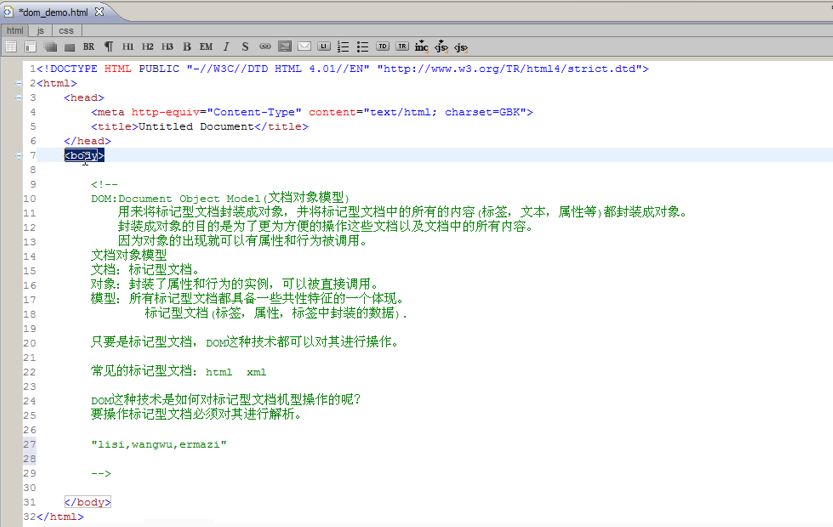 *dom_demo.html
html js css
BR ¶ H1 H2 H3 B EM I S LI TD TR inc js js
1<!DOCTYPE HTML PUBLIC "-//W3C//DTD HTML 4.01//EN" "http://www.w3.org/TR/html4/strict.dtd">
2<html>
3 <head>
4 <meta http-equiv="Content-Type" content="text/html; charset=GBK">
5 <title>Untitled Document</title>
6 </head>
7 <body>
8
9 <!--
10 DOM:Document Object Model(文档对象模型)
11 用来将标记型文档封装成对象，并将标记型文档中的所有的内容(标签，文本，属性等)都封装成对象。
12 封装成对象的目的是为了更为方便的操作这些文档以及文档中的所有内容。
13 因为对象的出现就可以有属性和行为被调用。
14 文档对象模型
15 文档：标记型文档。
16 对象：封装了属性和行为的实例，可以被直接调用。
17 模型：所有标记型文档都具备一些共性特征的一个体现。
18 标记型文档(标签，属性，标签中封装的数据).
19
20 只要是标记型文档，DOM这种技术都可以对其进行操作。
21
22 常见的标记型文档：html xml
23
24 DOM这种技术是如何对标记型文档机型操作的呢？
25 要操作标记型文档必须对其进行解析。
26
27 "lisi,wangwu,ermazi"
28
29 -->
30
31 </body>
32</html>